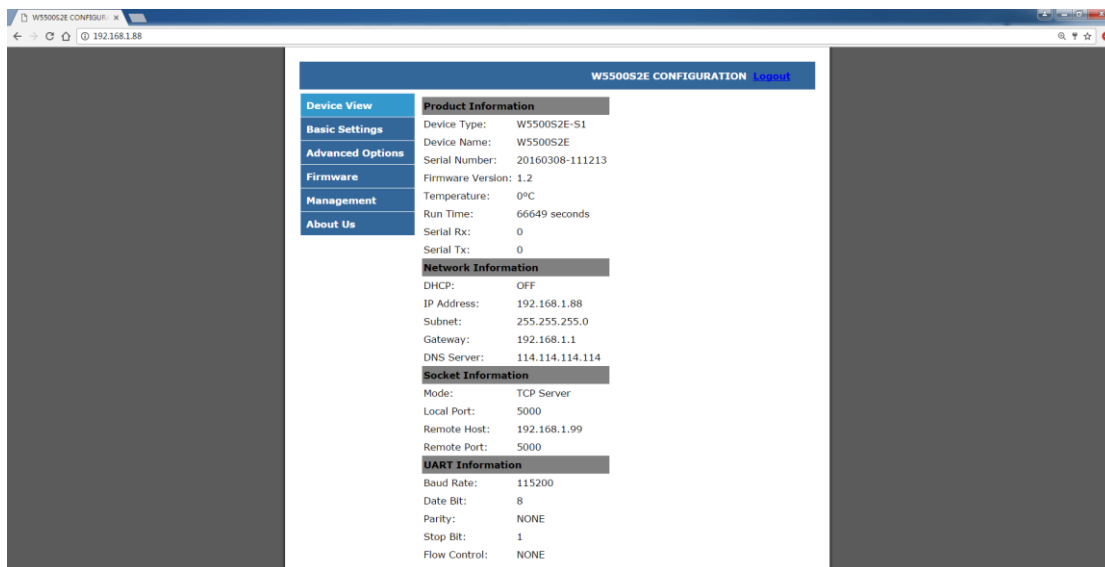 W5500S2E CONFIGUR
192.168.1.88
W5500S2E CONFIGURATION Logout
Device View
Basic Settings
Advanced Options
Firmware
Management
About Us
Product Information
Device Type: W5500S2E-S1
Device Name: W5500S2E
Serial Number: 20160308-111213
Firmware Version: 1.2
Temperature: 0°C
Run Time: 66649 seconds
Serial Rx: 0
Serial Tx: 0
Network Information
DHCP: OFF
IP Address: 192.168.1.88
Subnet: 255.255.255.0
Gateway: 192.168.1.1
DNS Server: 114.114.114.114
Socket Information
Mode: TCP Server
Local Port: 5000
Remote Host: 192.168.1.99
Remote Port: 5000
UART Information
Baud Rate: 115200
Date Bit: 8
Parity: NONE
Stop Bit: 1
Flow Control: NONE